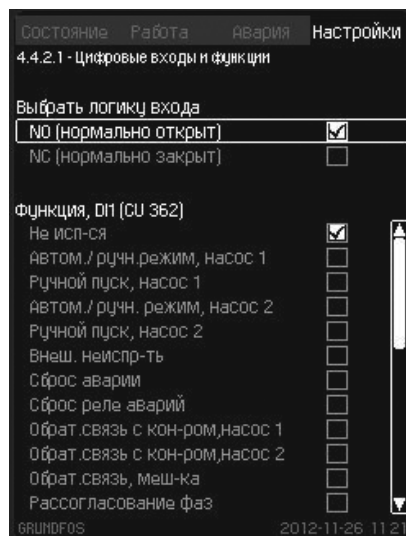 Состояние Работа Авария Настройки
4.4.2.1 - Цифровые входы и функции
Выбрать логику входа
NO (нормально открыт)
NC (нормально закрыт)
Функция, DI1 (CU 362)
Не исп-ся
Автом./ ручн.режим, насос 1
Ручной пуск, насос 1
Автом./ ручн. режим, насос 2
Ручной пуск, насос 2
Внеш. неиспр-ть
Сброс аварии
Сброс реле аварий
Обрат.связь с кон-ром,насос 1
Обрат.связь с кон-ром,насос 2
Обрат.связь, меш-ка
Рассогласование фаз
GRUNDFOS 2012-11-26 11:21